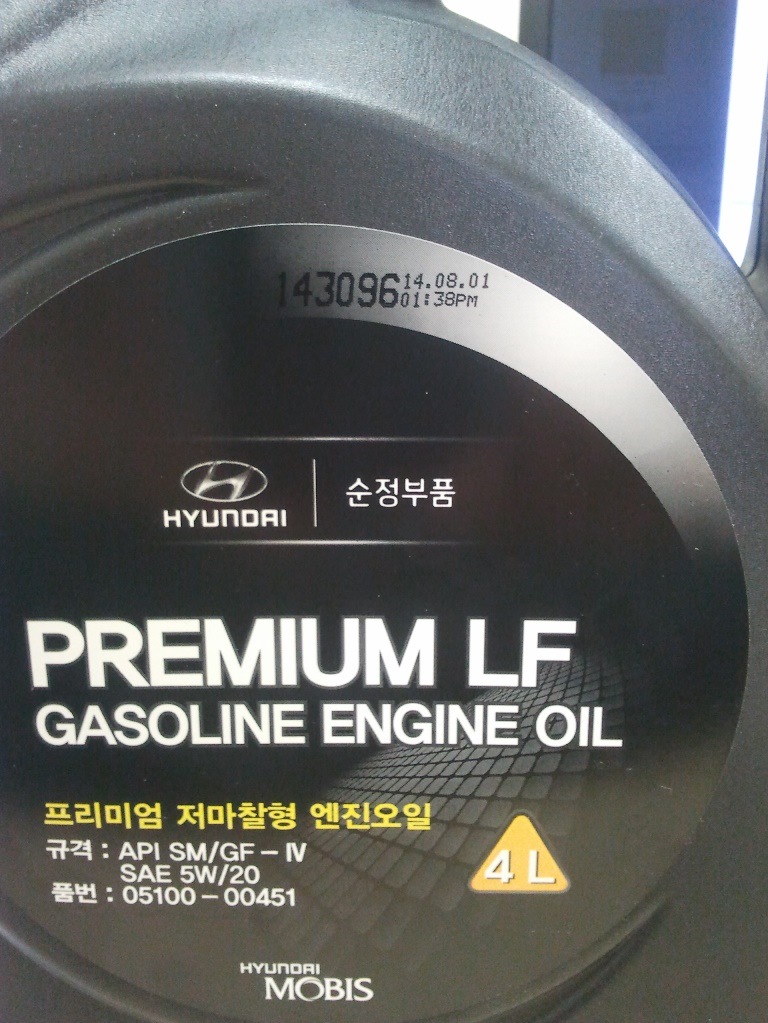 143096 14.08.01
01:38PM
HYUNDAI 순정부품
PREMIUM LF
GASOLINE ENGINE OIL
프리미엄 저마찰형 엔진오일
규격 : API SM/GF - Ⅳ
SAE 5W/20
품번 : 05100 - 00451
4 L
HYUNDAI
MOBIS